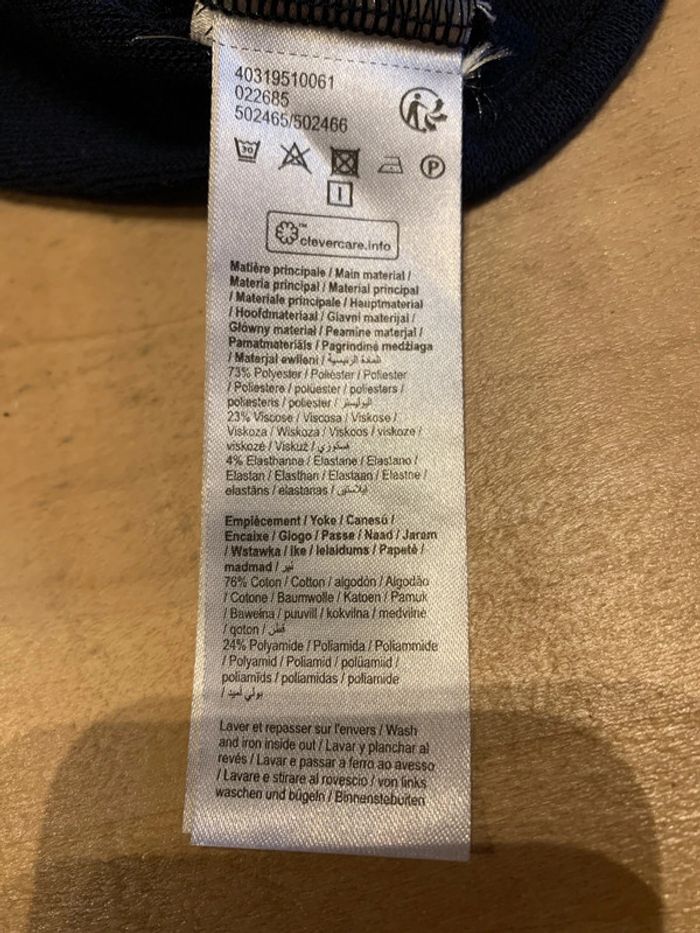 40319510061
022685
502465/502466
30
P
I
™
clevercare.info
Matière principale / Main material /
Materia principal / Material principal
/ Materiale principale / Hauptmaterial
/ Hoofdmateriaal / Glavni materijal /
Główny materiał / Peamine materjal /
Pamatmateriāls / Pagrindinė medžiaga
/ Materjal ewlieni / المادة الرئيسية
73% Polyester / Poliéster / Poliester
/ Poliestere / polüester / poliesters /
poliesteris / poliester / البوليستر
23% Viscose / Viscosa / Viskose /
Viskoza / Wiskoza / Viskoos / viskoze /
viskozė / Viskuż / فسكوزي
4% Elasthanne / Elastane / Elastano /
Elastan / Elasthan / Elastaan / Elastne /
elastāns / elastanas / ايلاستين
Empiècement / Yoke / Canesú /
Encaixe / Glogo / Passe / Naad / Jaram
/ Wstawka / Ike / Ielaidums / Papetė /
madmad / نير
76% Coton / Cotton / algodón / Algodão
/ Cotone / Baumwolle / Katoen / Pamuk
/ Bawełna / puuvill / kokvilna / medvilnė
/ qoton / قطن
24% Polyamide / Poliamida / Poliammide
/ Polyamid / Poliamid / polüamiid /
poliamīds / poliamidas / poliamide
/ بولي أميد
Laver et repasser sur l'envers / Wash
and iron inside out / Lavar y planchar al
revés / Lavar e passar a ferro ao avesso
/ Lavare e stirare al rovescio / von links
waschen und bügeln / Binnenstebuiten